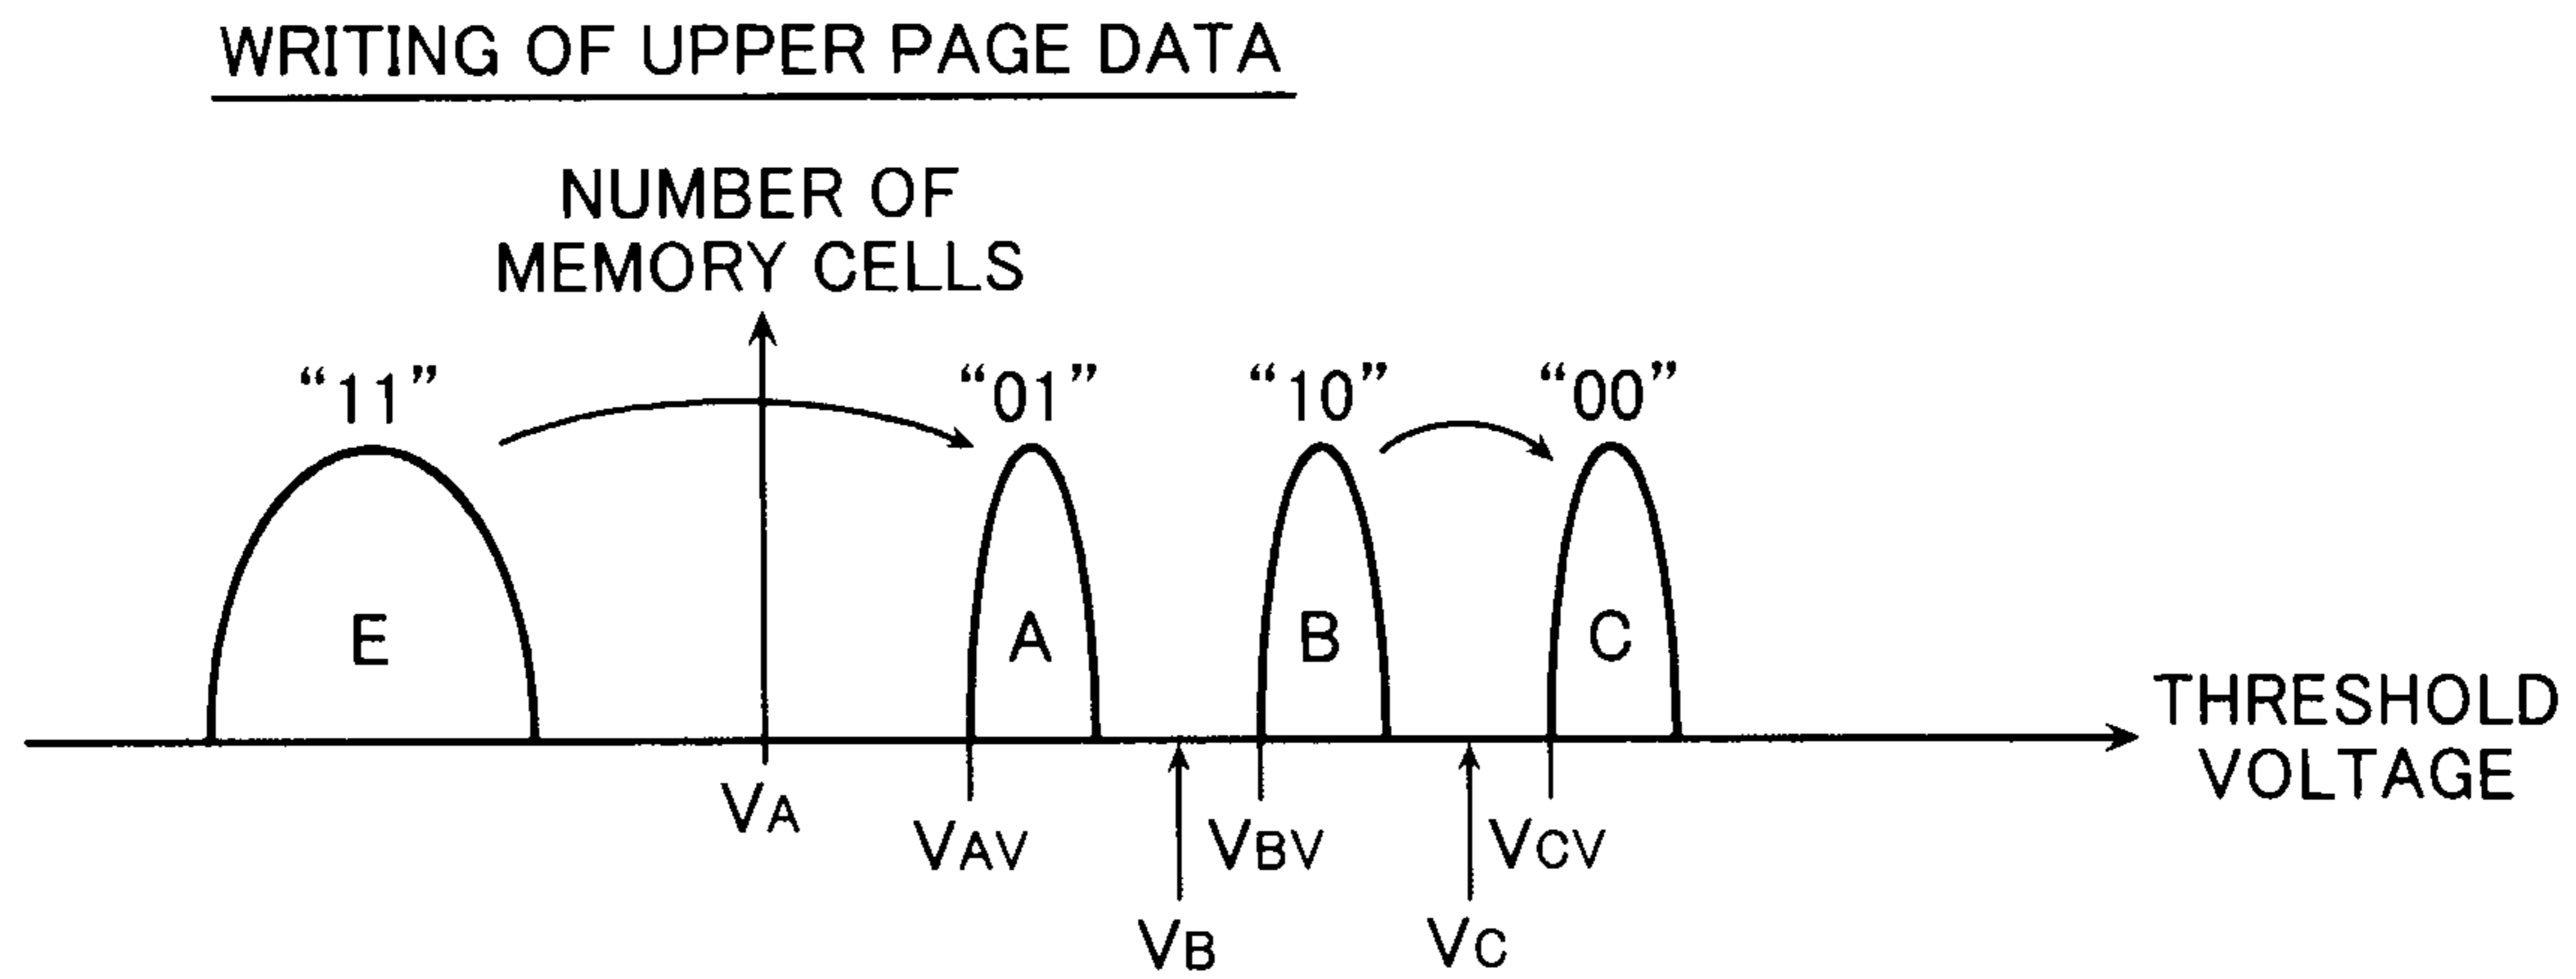 WRITING OF UPPER PAGE DATA
NUMBER OF
MEMORY CELLS
“11” “01” “10” “00”
E A B C
THRESHOLD
VOLTAGE
VA
VAV VBV VCV
VB VC